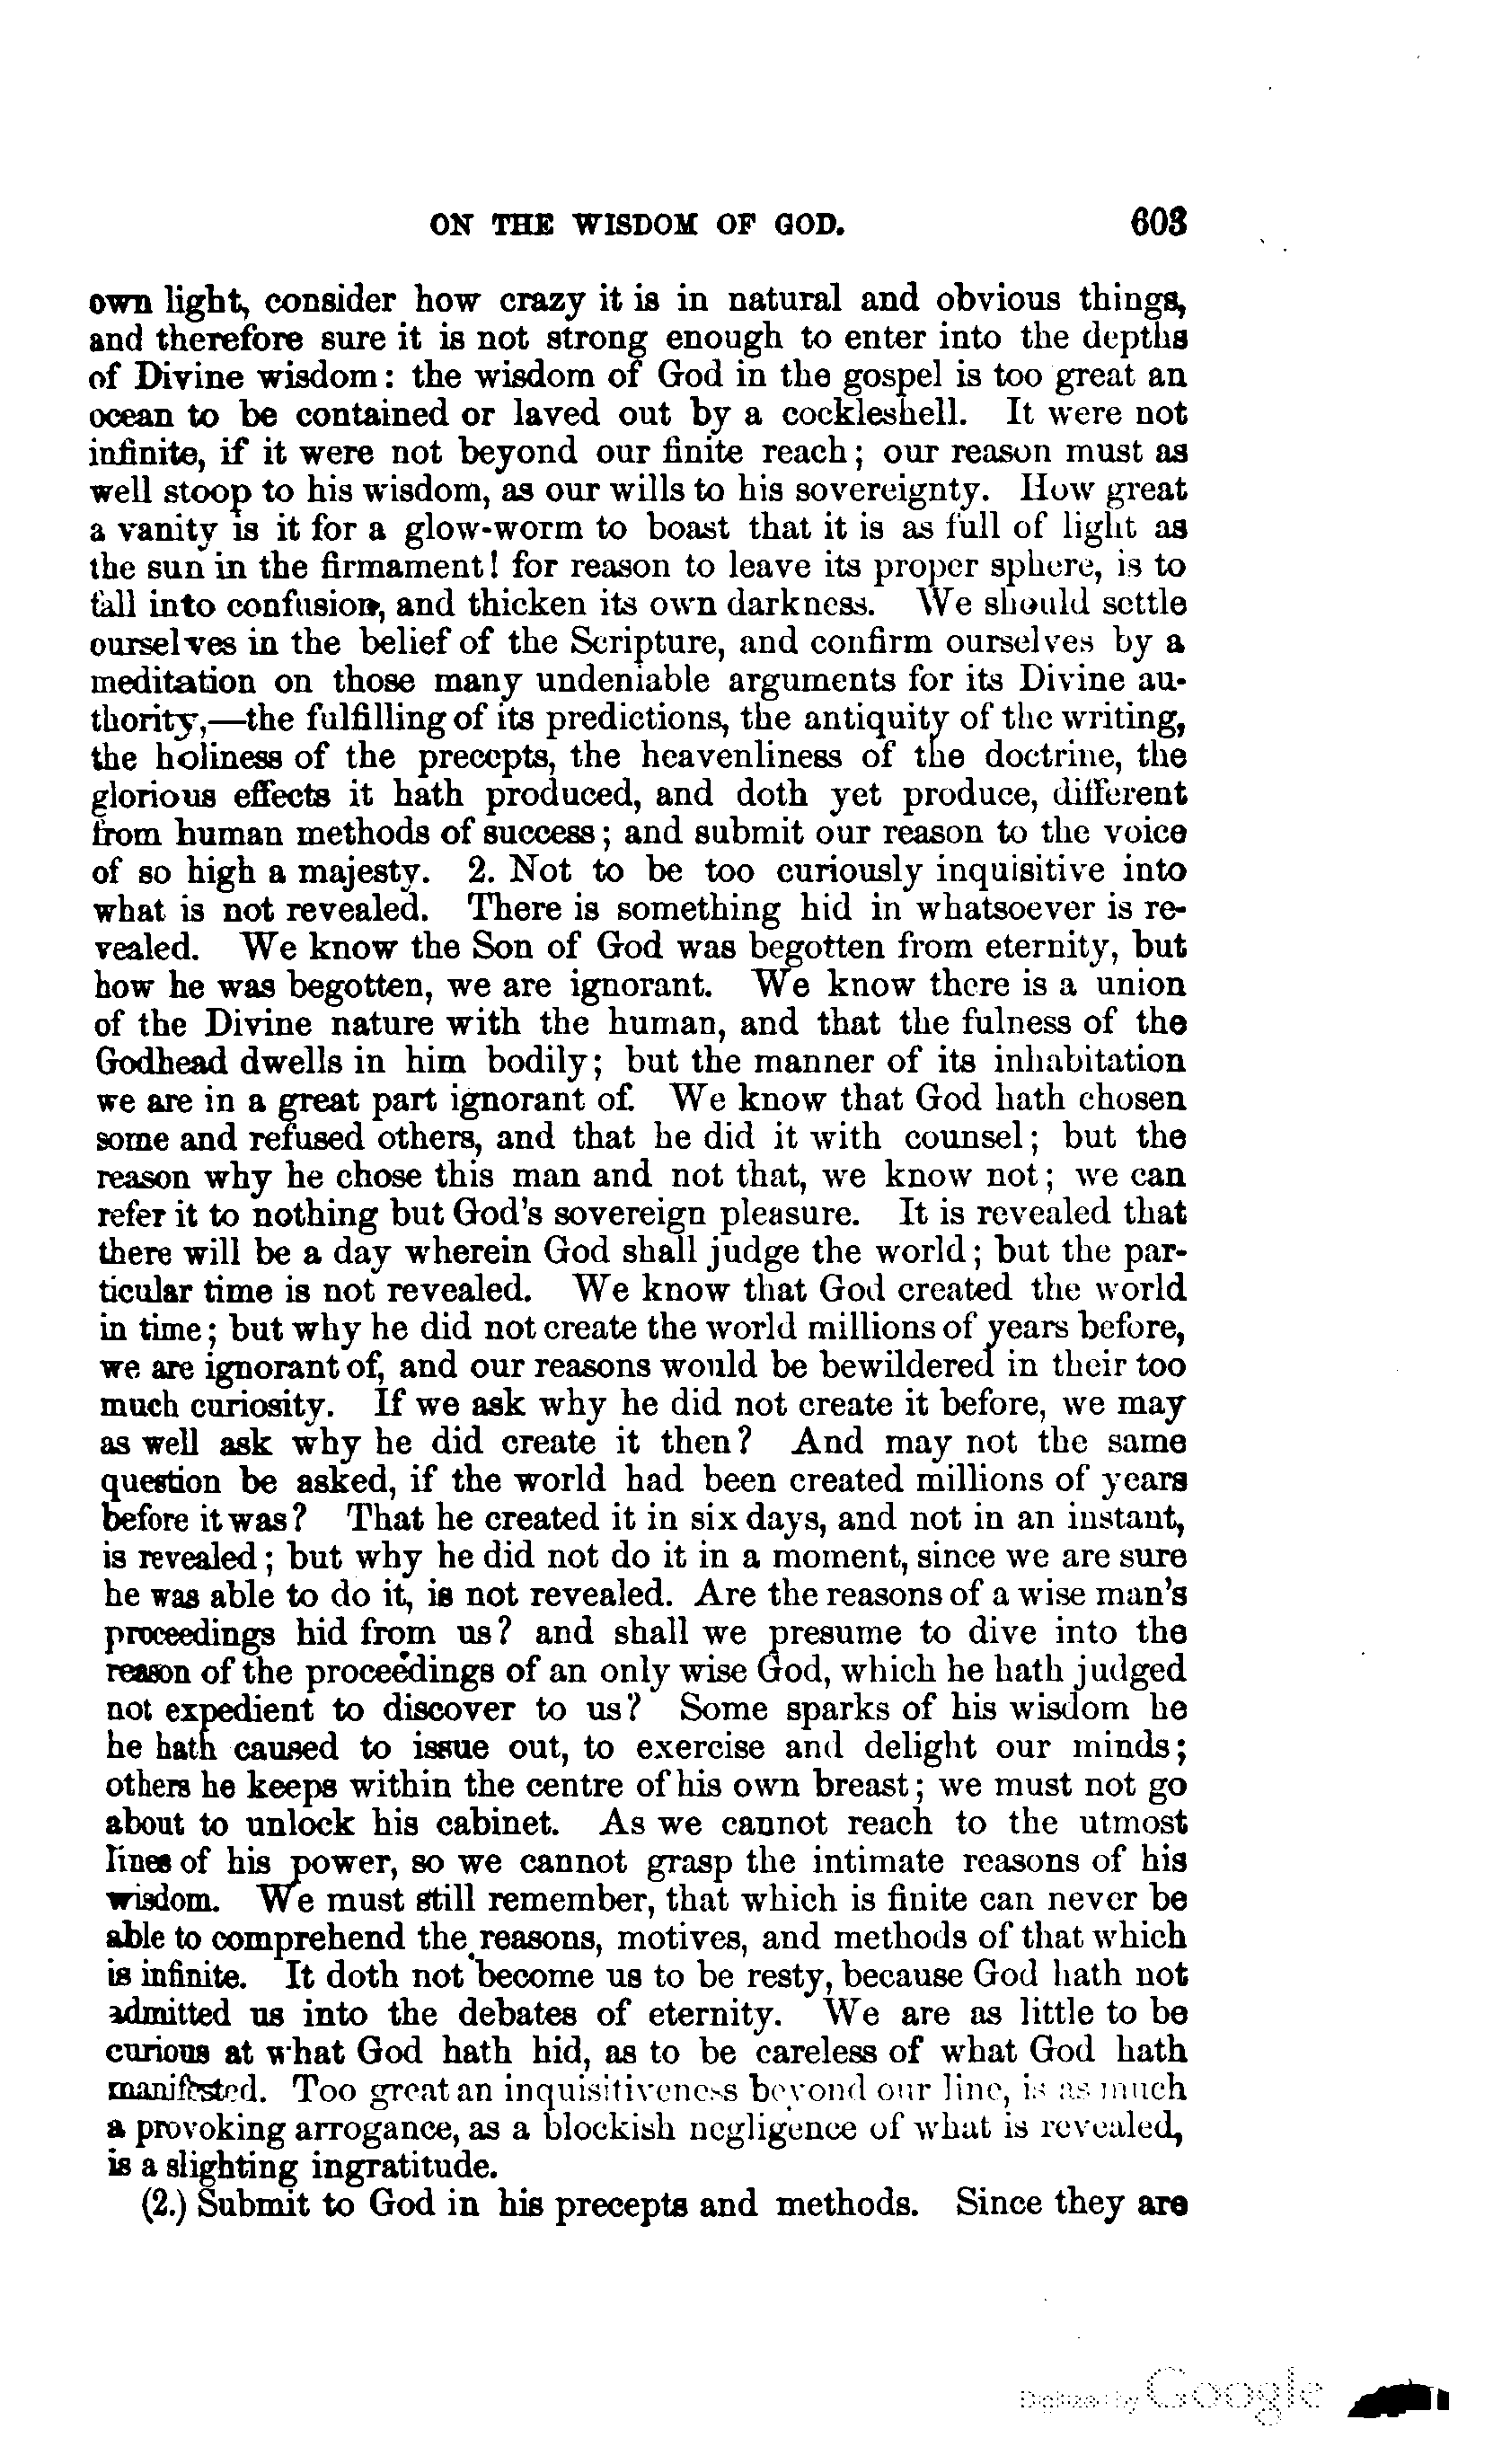 ON THE WISDOM OF GOD. 603
own light, consider how crazy it is in natural and obvious things,
and therefore sure it is not strong enough to enter into the depths
of Divine wisdom: the wisdom of God in the gospel is too great an
ocean to be contained or laved out by a cockleshell. It were not
infinite, if it were not beyond our finite reach; our reason must as
well stoop to his wisdom, as our wills to his sovereignty. How great
a vanity is it for a glow-worm to boast that it is as full of light as
the sun in the firmament! for reason to leave its proper sphere, is to
fall into confusion, and thicken its own darkness. We should settle
ourselves in the belief of the Scripture, and confirm ourselves by a
meditation on those many undeniable arguments for its Divine au-
thority,—the fulfilling of its predictions, the antiquity of the writing,
the holiness of the precepts, the heavenliness of the doctrine, the
glorious effects it hath produced, and doth yet produce, different
from human methods of success; and submit our reason to the voice
of so high a majesty. 2. Not to be too curiously inquisitive into
what is not revealed. There is something hid in whatsoever is re-
vealed. We know the Son of God was begotten from eternity, but
how he was begotten, we are ignorant. We know there is a union
of the Divine nature with the human, and that the fulness of the
Godhead dwells in him bodily; but the manner of its inhabitation
we are in a great part ignorant of. We know that God hath chosen
some and refused others, and that he did it with counsel; but the
reason why he chose this man and not that, we know not; we can
refer it to nothing but God's sovereign pleasure. It is revealed that
there will be a day wherein God shall judge the world; but the par-
ticular time is not revealed. We know that God created the world
in time; but why he did not create the world millions of years before,
we are ignorant of, and our reasons would be bewildered in their too
much curiosity. If we ask why he did not create it before, we may
as well ask why he did create it then? And may not the same
question be asked, if the world had been created millions of years
before it was? That he created it in six days, and not in an instant,
is revealed; but why he did not do it in a moment, since we are sure
he was able to do it, is not revealed. Are the reasons of a wise man's
proceedings hid from us? and shall we presume to dive into the
reason of the proceedings of an only wise God, which he hath judged
not expedient to discover to us? Some sparks of his wisdom he
he hath caused to issue out, to exercise and delight our minds;
others he keeps within the centre of his own breast; we must not go
about to unlock his cabinet. As we cannot reach to the utmost
lines of his power, so we cannot grasp the intimate reasons of his
wisdom. We must still remember, that which is finite can never be
able to comprehend the reasons, motives, and methods of that which
is infinite. It doth not become us to be resty, because God hath not
admitted us into the debates of eternity. We are as little to be
curious at what God hath hid, as to be careless of what God hath
manifested. Too great an inquisitiveness beyond our line, is as much
a provoking arrogance, as a blockish negligence of what is revealed,
is a slighting ingratitude.
(2.) Submit to God in his precepts and methods. Since they are
Digitized by Google